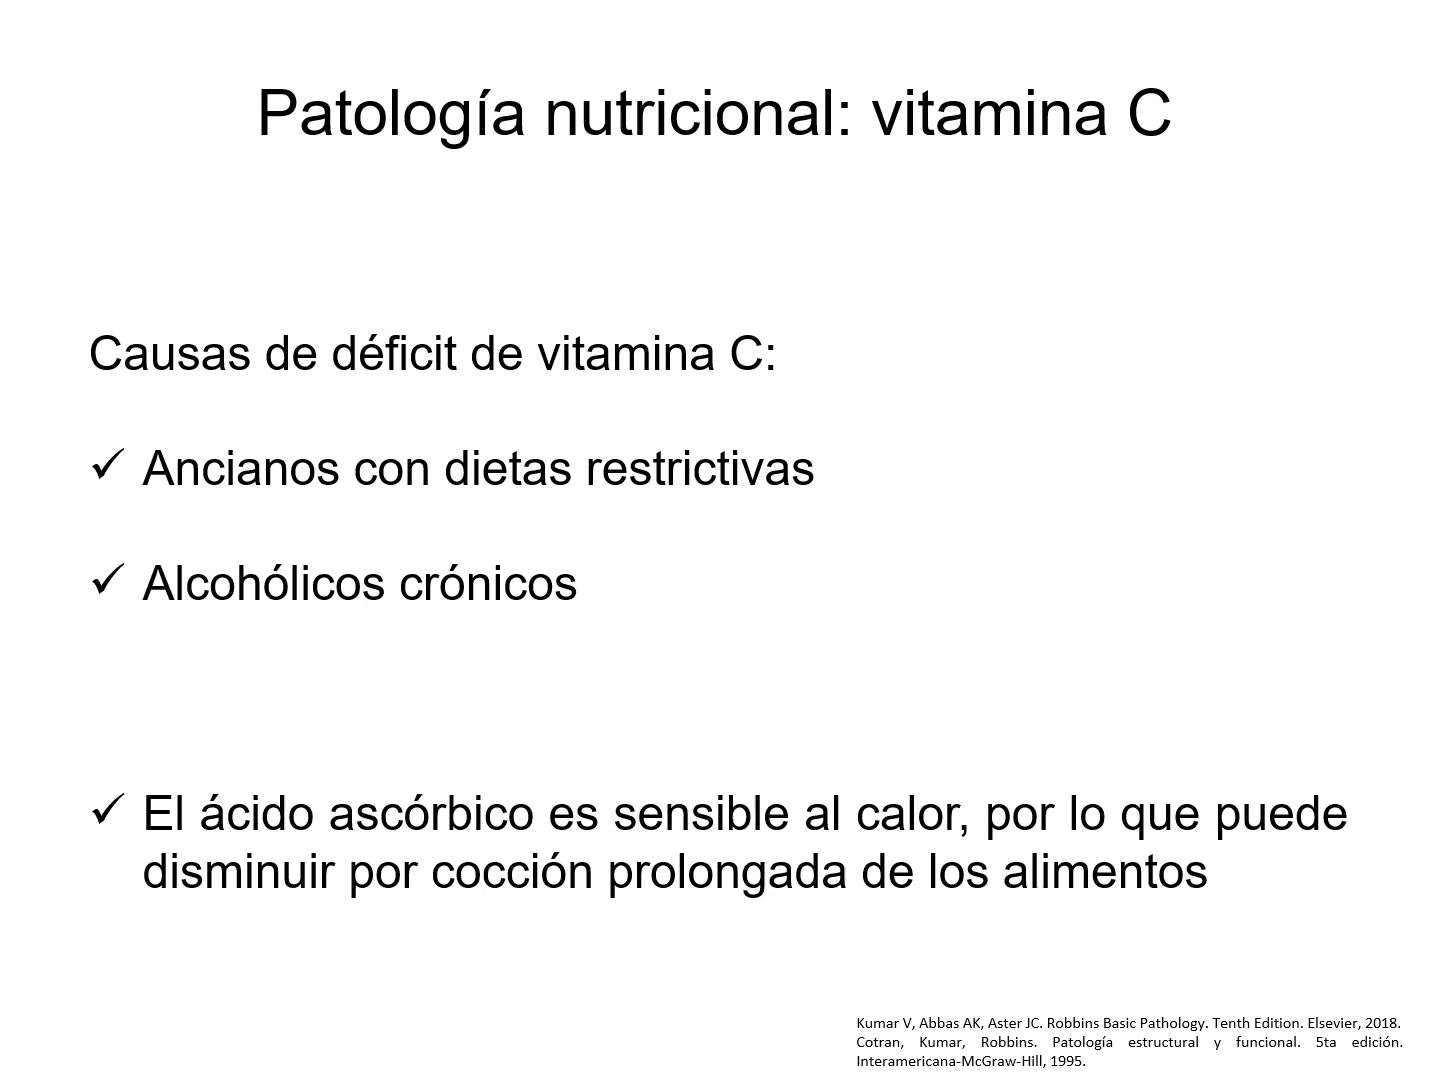 Patología nutricional: vitamina C
Causas de déficit de vitamina C:
✓ Ancianos con dietas restrictivas
✓ Alcohólicos crónicos
✓ El ácido ascórbico es sensible al calor, por lo que puede
disminuir por cocción prolongada de los alimentos
Kumar V, Abbas AK, Aster JC. Robbins Basic Pathology. Tenth Edition. Elsevier, 2018.
Cotran, Kumar, Robbins. Patología estructural y funcional. 5ta edición.
Interamericana-McGraw-Hill, 1995.